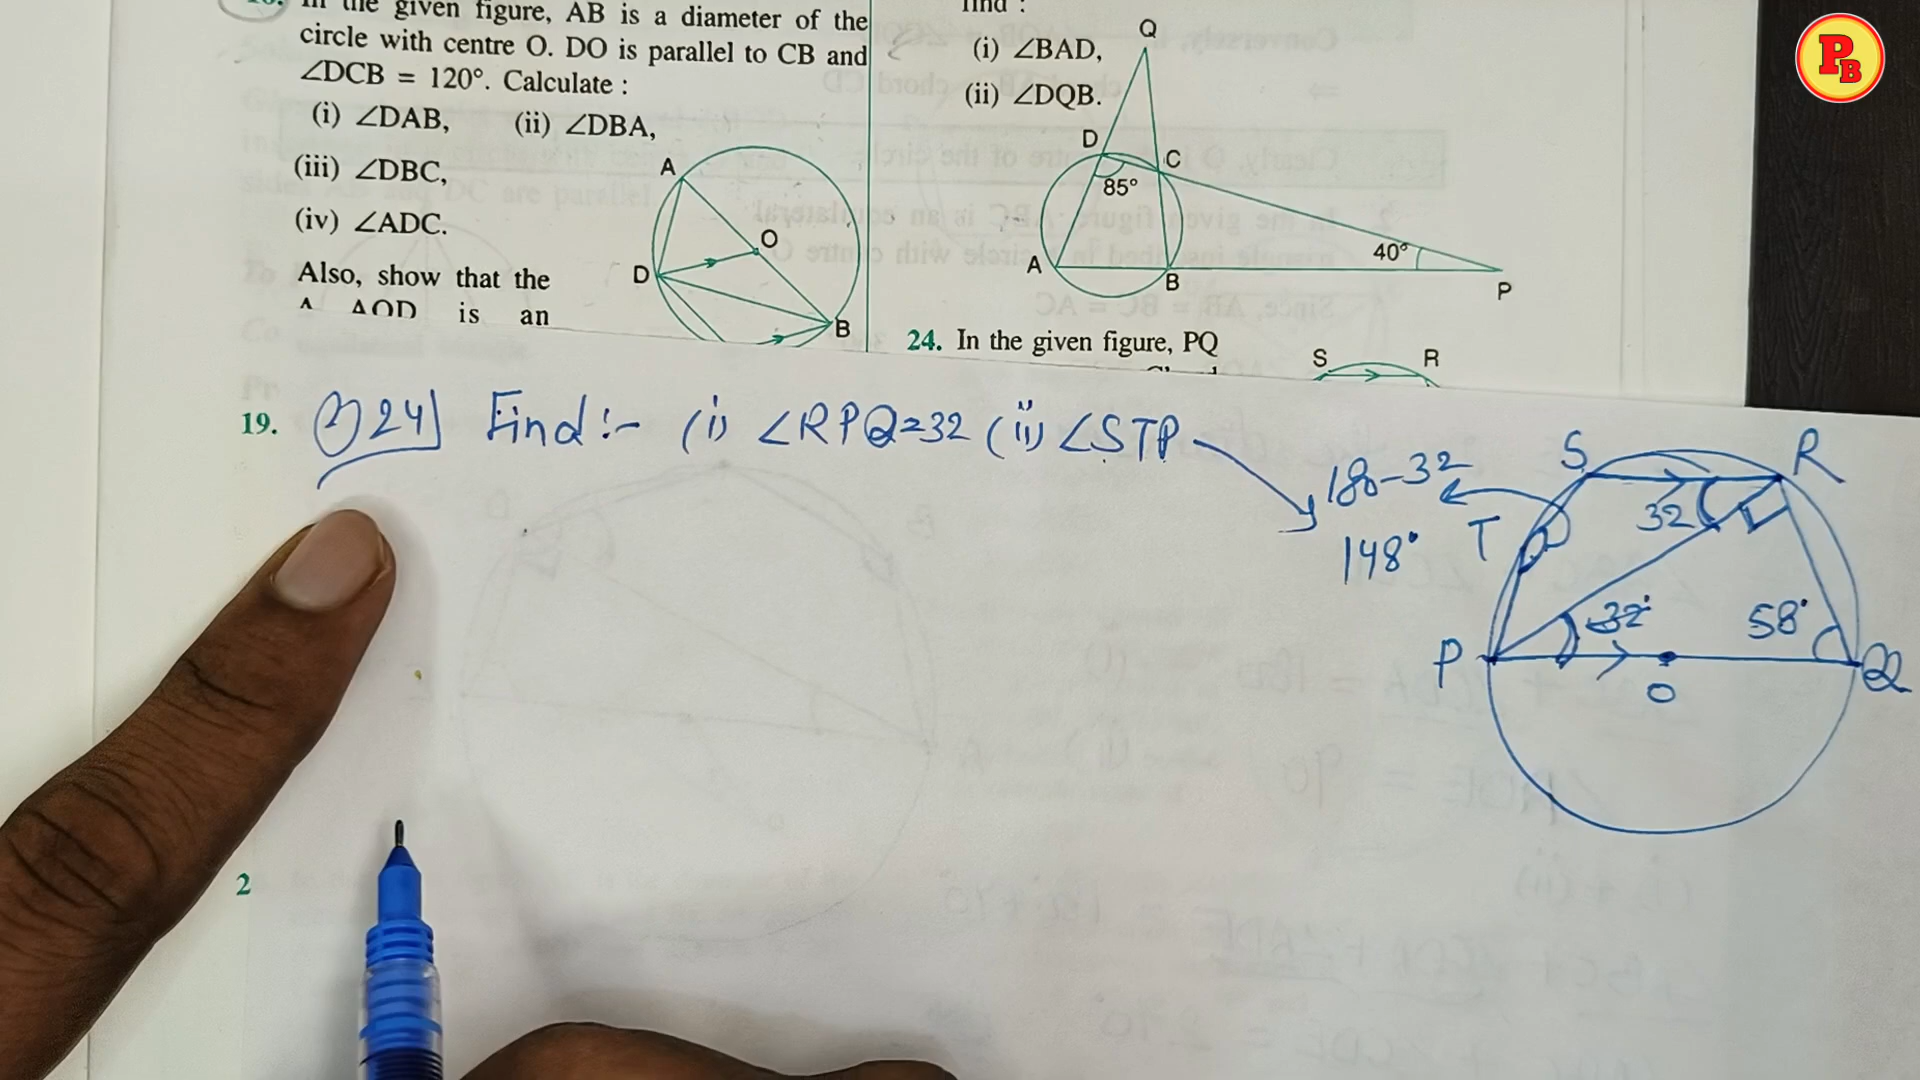 In the given figure, AB is a diameter of the
circle with centre O. DO is parallel to CB and
∠DCB = 120°. Calculate :
(i) ∠DAB, (ii) ∠DBA,
(iii) ∠DBC,
(iv) ∠ADC.
Also, show that the
Δ AOD is an
A
O
D
B
find :
(i) ∠BAD,
(ii) ∠DQB.
Q
D
C
85°
40°
A
B
P
24. In the given figure, PQ
S R
19.
Q) 24] Find :- (i) ∠RPQ=32 (ii) ∠STP
180-32
148°
S R
32
T
32°
58°
P
O
Q
2
PB